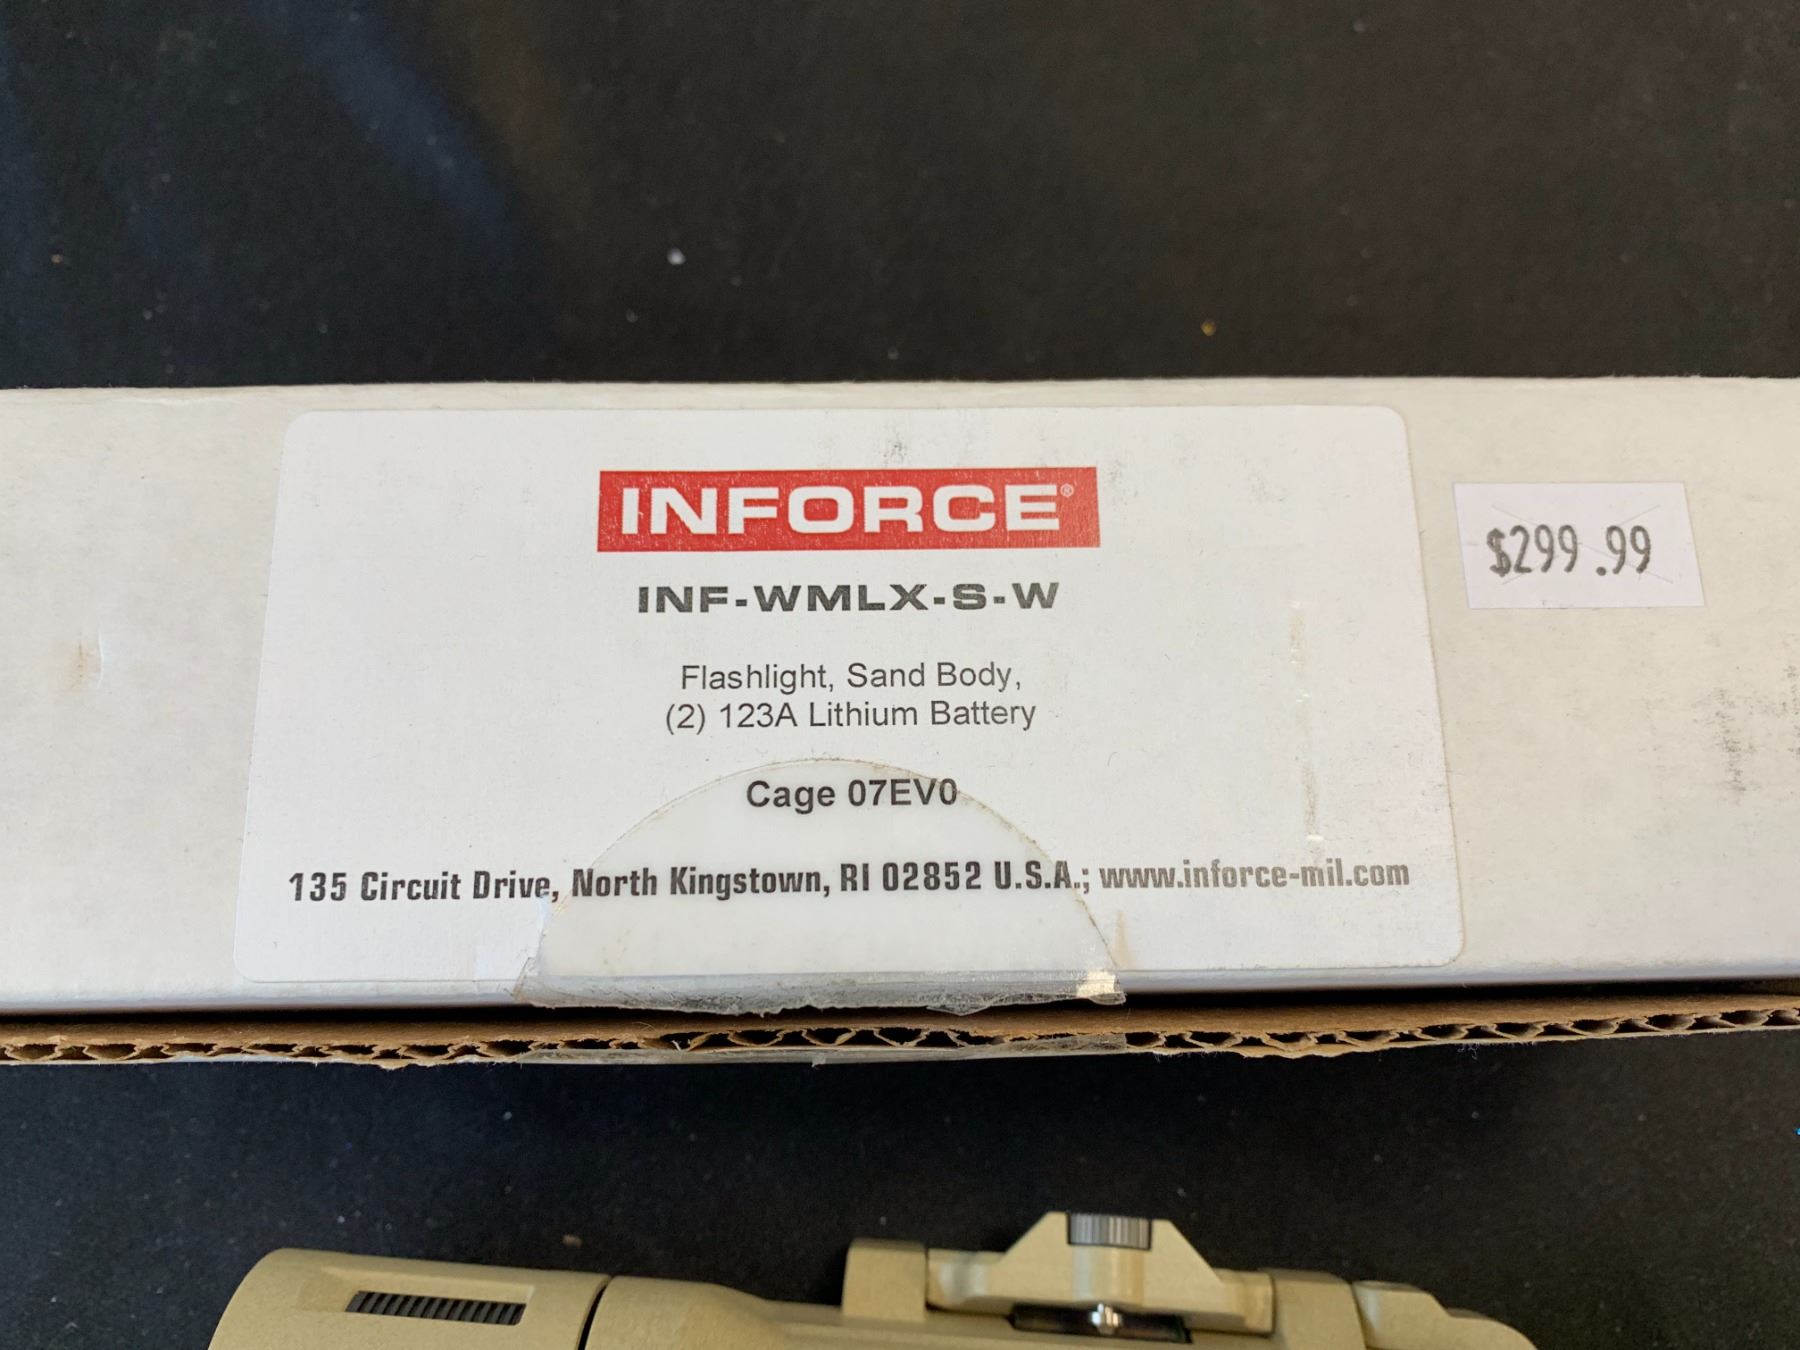 INFORCE®
INF-WMLX-S-W
$299.99
Flashlight, Sand Body,
(2) 123A Lithium Battery
Cage 07EV0
135 Circuit Drive, North Kingstown, RI 02852 U.S.A.; www.inforce-mil.com